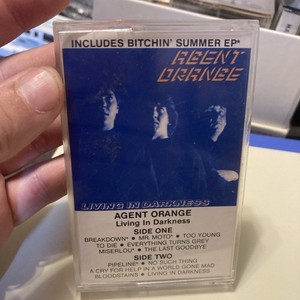 INCLUDES BITCHIN' SUMMER EP*
AGENT
ORANGE
LIVING IN DARKNESS
AGENT ORANGE
Living In Darkness
SIDE ONE
BREAKDOWN* • MR. MOTO* • TOO YOUNG
TO DIE • EVERYTHING TURNS GREY
MISERLOU* • THE LAST GOODBYE
SIDE TWO
PIPELINE* • NO SUCH THING
A CRY FOR HELP IN A WORLD GONE MAD
BLOODSTAINS • LIVING IN DARKNESS